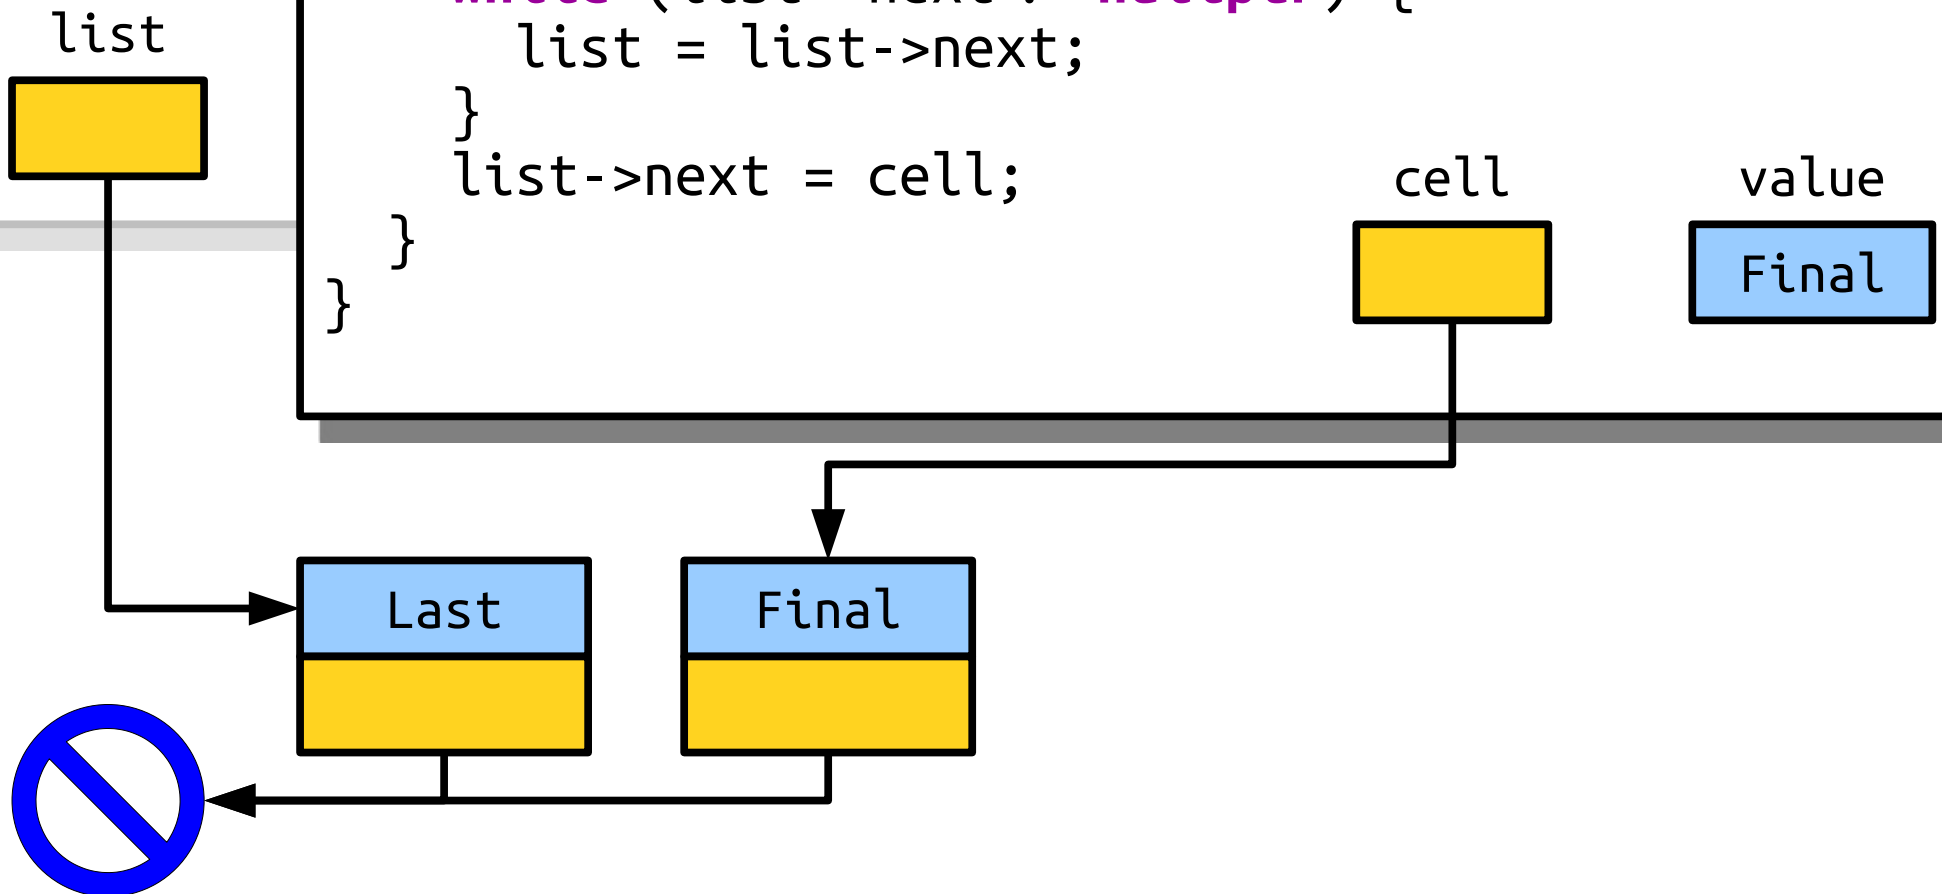 list
list = list->next;
}
list->next = cell;
}
}
cell
value
Final
Last
Final